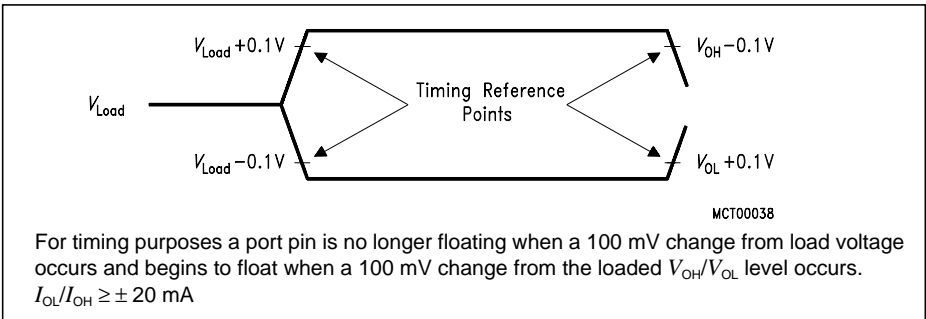 V_Load+0.1V
V_OH−0.1V
V_Load
Timing Reference
Points
V_Load−0.1V
V_OL+0.1V
MCT00038
For timing purposes a port pin is no longer floating when a 100 mV change from load voltage
occurs and begins to float when a 100 mV change from the loaded V_OH/V_OL level occurs.
I_OL/I_OH ≥ ± 20 mA